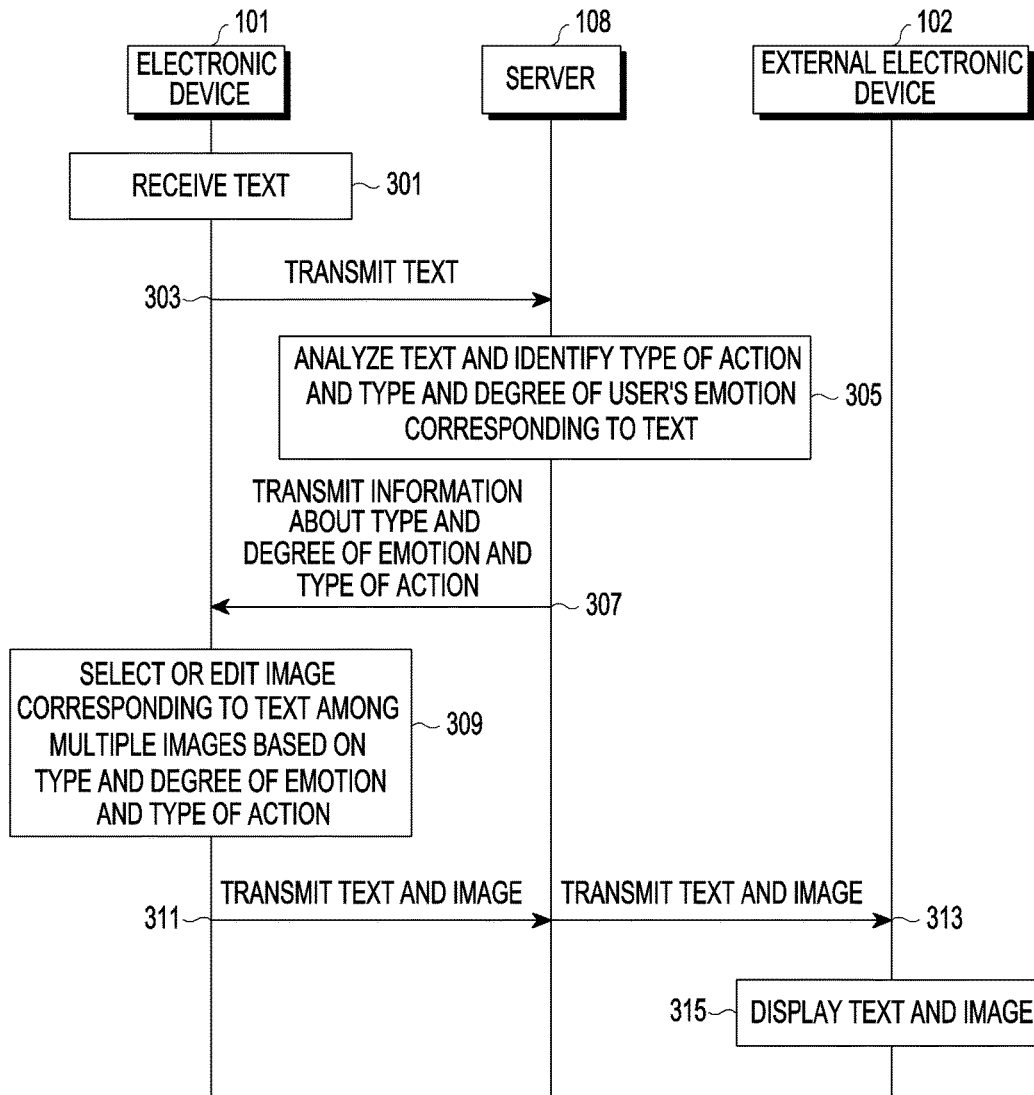 101
108
102
ELECTRONIC
DEVICE
SERVER
EXTERNAL ELECTRONIC
DEVICE
RECEIVE TEXT
301
TRANSMIT TEXT
303
ANALYZE TEXT AND IDENTIFY TYPE OF ACTION
AND TYPE AND DEGREE OF USER'S EMOTION
CORRESPONDING TO TEXT
305
TRANSMIT INFORMATION
ABOUT TYPE AND
DEGREE OF EMOTION AND
TYPE OF ACTION
307
SELECT OR EDIT IMAGE
CORRESPONDING TO TEXT AMONG
MULTIPLE IMAGES BASED ON
TYPE AND DEGREE OF EMOTION
AND TYPE OF ACTION
309
TRANSMIT TEXT AND IMAGE
TRANSMIT TEXT AND IMAGE
311
313
315
DISPLAY TEXT AND IMAGE